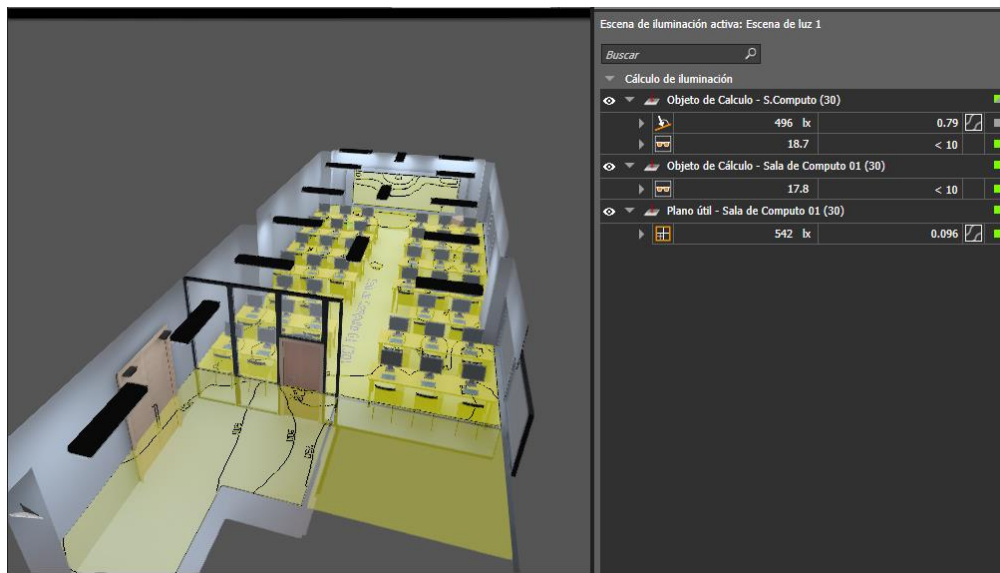 Escena de iluminación activa: Escena de luz 1
Buscar
Cálculo de iluminación
Objeto de Calculo - S.Computo (30)
496 lx 0.79
18.7 < 10
Objeto de Cálculo - Sala de Computo 01 (30)
17.8 < 10
Plano útil - Sala de Computo 01 (30)
542 lx 0.096